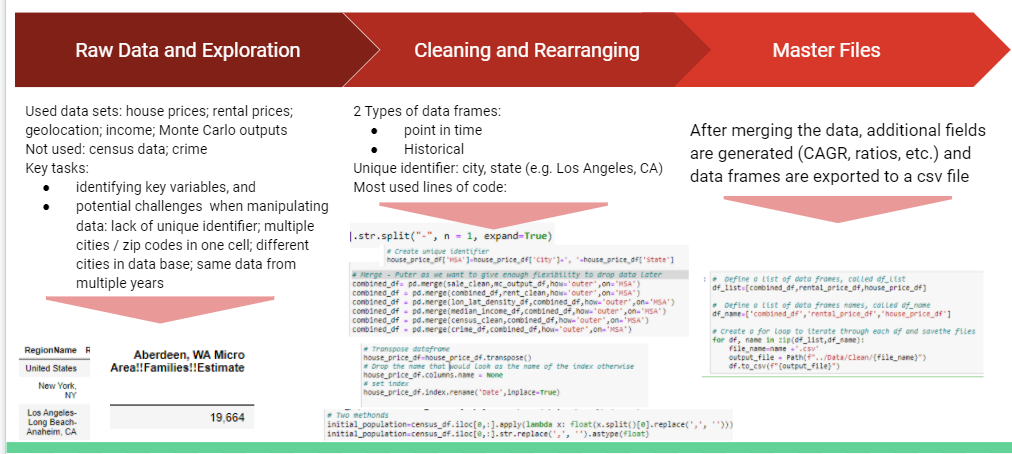 Raw Data and Exploration
Cleaning and Rearranging
Master Files
Used data sets: house prices; rental prices;
geolocation; income; Monte Carlo outputs
Not used: census data; crime
Key tasks:
● identifying key variables, and
● potential challenges when manipulating
data: lack of unique identifier; multiple
cities / zip codes in one cell; different
cities in data base; same data from
multiple years
RegionName R
United States
New York,
NY
Los Angeles-
Long Beach-
Anaheim, CA
Aberdeen, WA Micro
Area!!Families!!Estimate
19,664
2 Types of data frames:
● point in time
● Historical
Unique identifier: city, state (e.g. Los Angeles, CA)
Most used lines of code:
.str.split("-", n = 1, expand=True)
# Create unique identifier
house_price_df['MSA']=house_price_df['City']+', '+house_price_df['State']
# Merge - Puter as we want to give enough flexibility to drop data later
combined_df= pd.merge(sale_clean,mc_output_df,how='outer',on='MSA')
combined_df = pd.merge(combined_df,rent_clean,how='outer',on='MSA')
combined_df = pd.merge(lon_lat_density_df,combined_df,how='outer',on='MSA')
combined_df = pd.merge(median_income_df,combined_df,how='outer',on='MSA')
combined_df = pd.merge(census_clean,combined_df,how='outer',on='MSA')
combined_df = pd.merge(crime_df,combined_df,how='outer',on='MSA')
# Transpose dataframe
house_price_df=house_price_df.transpose()
# Drop the name that would look as the name of the index otherwise
house_price_df.columns.name = None
# set index
house_price_df.index.rename('Date',inplace=True)
# Two methonds
initial_population=census_df.iloc[0,:].apply(lambda x: float(x.split()[0].replace(',', '')))
initial_population=census_df.iloc[0,:].str.replace(',', '').astype(float)
After merging the data, additional fields
are generated (CAGR, ratios, etc.) and
data frames are exported to a csv file
# Define a list of data frames, called df_list
df_list=[combined_df,rental_price_df,house_price_df]
# Define a list of data frames names, called df_name
df_name=['combined_df','rental_price_df','house_price_df']
# Create a for loop to iterate through each df and savethe files
for df, name in zip(df_list,df_name):
file_name=name +'.csv'
output_file = Path(f"../Data/Clean/{file_name}")
df.to_csv(f"{output_file}")